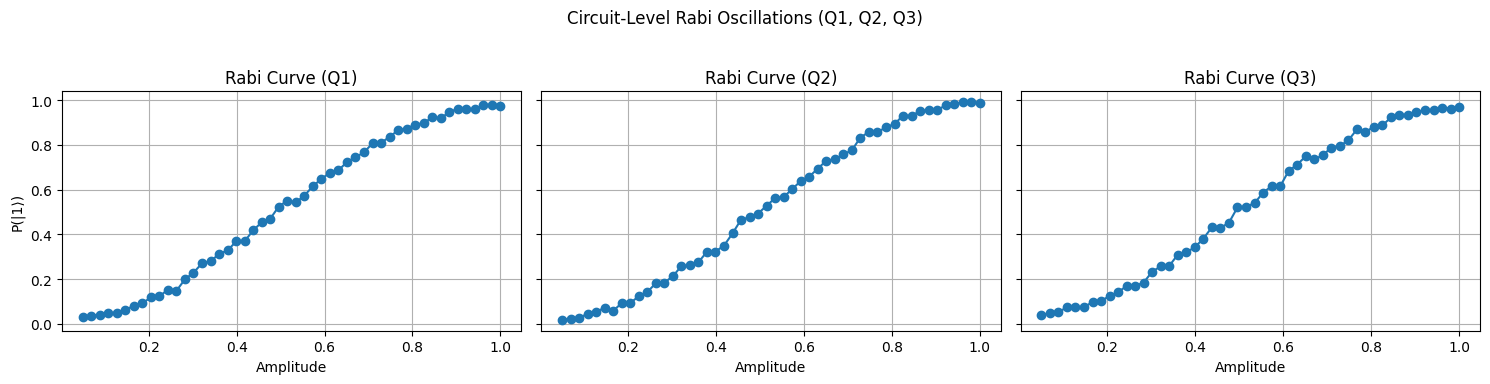 Circuit-Level Rabi Oscillations (Q1, Q2, Q3)
Rabi Curve (Q1)
Rabi Curve (Q2)
Rabi Curve (Q3)
P(|1⟩)
1.0
0.8
0.6
0.4
0.2
0.0
0.2 0.4 0.6 0.8 1.0
0.2 0.4 0.6 0.8 1.0
0.2 0.4 0.6 0.8 1.0
Amplitude
Amplitude
Amplitude